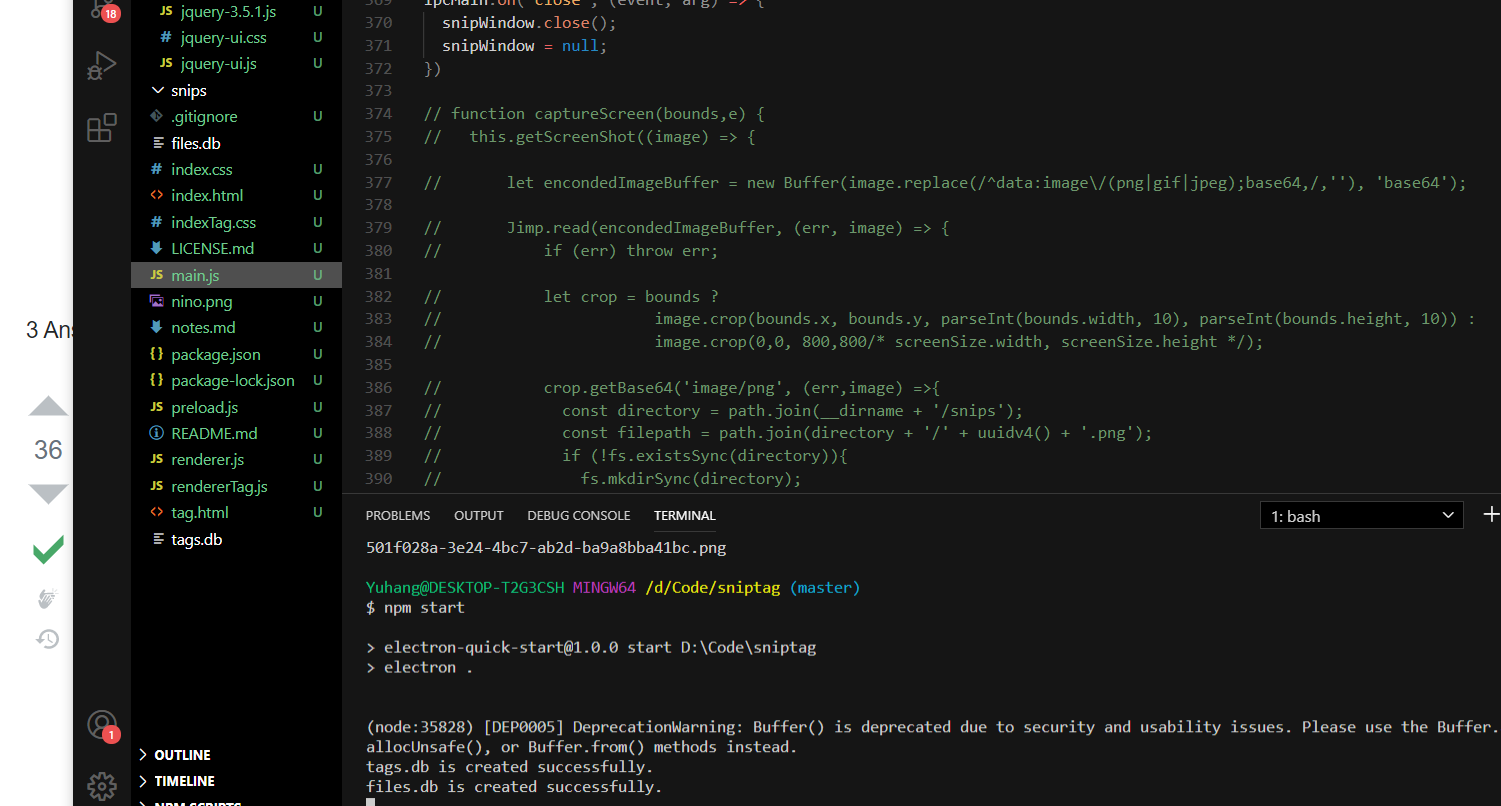 3 Ans
36
18
1
jquery-3.5.1.js U
jquery-ui.css U
jquery-ui.js U
snips
.gitignore U
files.db
index.css U
index.html U
indexTag.css U
LICENSE.md U
main.js U
nino.png U
notes.md U
package.json U
package-lock.json U
preload.js U
README.md U
renderer.js U
rendererTag.js U
tag.html U
tags.db
OUTLINE
TIMELINE
NPM SCRIPTS
369 ipcMain.on('close', (event, arg) => {
370 snipWindow.close();
371 snipWindow = null;
372 })
373
374 // function captureScreen(bounds,e) {
375 // this.getScreenShot((image) => {
376
377 // let encondedImageBuffer = new Buffer(image.replace(/^data:image\/(png|gif|jpeg);base64,/,''), 'base64');
378
379 // Jimp.read(encondedImageBuffer, (err, image) => {
380 // if (err) throw err;
381
382 // let crop = bounds ?
383 // image.crop(bounds.x, bounds.y, parseInt(bounds.width, 10), parseInt(bounds.height, 10)) :
384 // image.crop(0,0, 800,800/* screenSize.width, screenSize.height */);
385
386 // crop.getBase64('image/png', (err,image) =>{
387 // const directory = path.join(__dirname + '/snips');
388 // const filepath = path.join(directory + '/' + uuidv4() + '.png');
389 // if (!fs.existsSync(directory)){
390 // fs.mkdirSync(directory);
PROBLEMS OUTPUT DEBUG CONSOLE TERMINAL 1: bash
501f028a-3e24-4bc7-ab2d-ba9a8bba41bc.png
Yuhang@DESKTOP-T2G3CSH MINGW64 /d/Code/sniptag (master)
$ npm start
> electron-quick-start@1.0.0 start D:\Code\sniptag
> electron .
(node:35828) [DEP0005] DeprecationWarning: Buffer() is deprecated due to security and usability issues. Please use the Buffer.
allocUnsafe(), or Buffer.from() methods instead.
tags.db is created successfully.
files.db is created successfully.